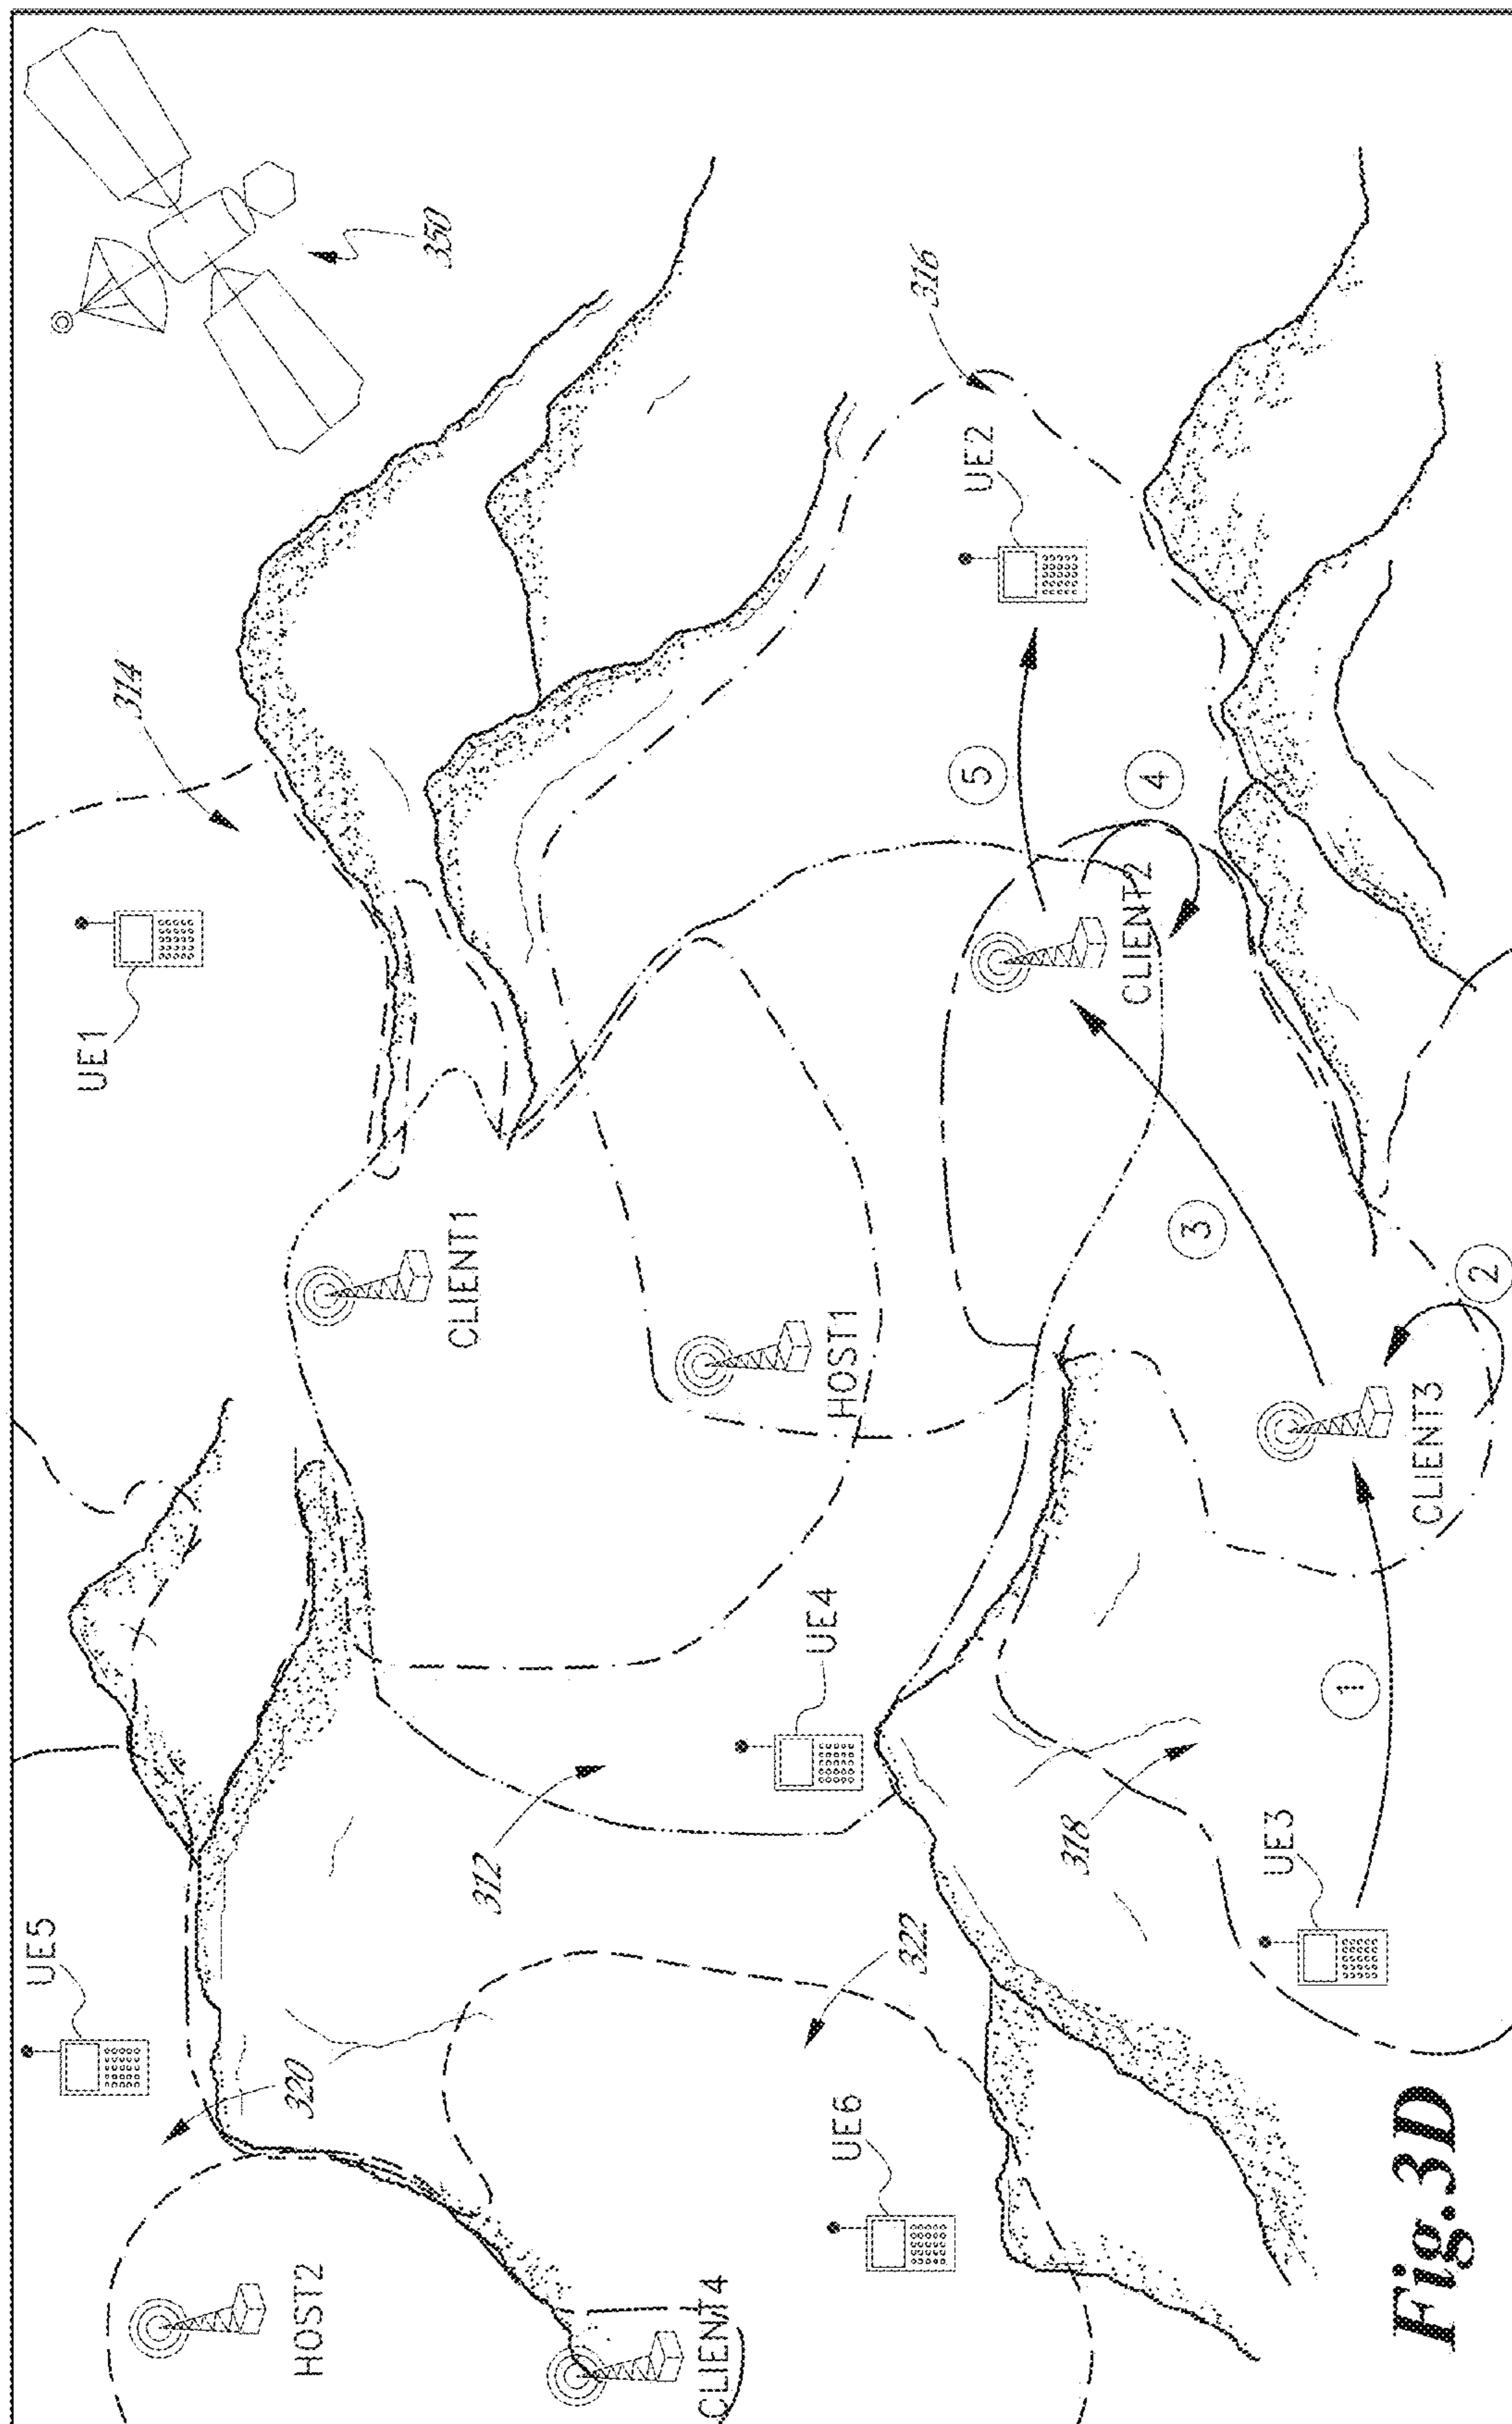 350
314
UE1
316
UE2
5
4
CLIENT2
CLIENT1
HOST1
3
2
CLIENT3
UE4
312
1
318
UE3
UE5
320
322
UE6
HOST2
CLIENT4
Fig.3D